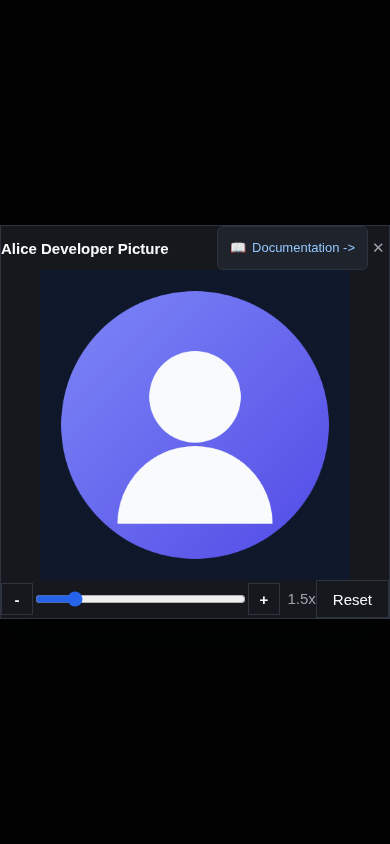 Alice Developer Picture
📖 Documentation -> ✕
- + 1.5x Reset